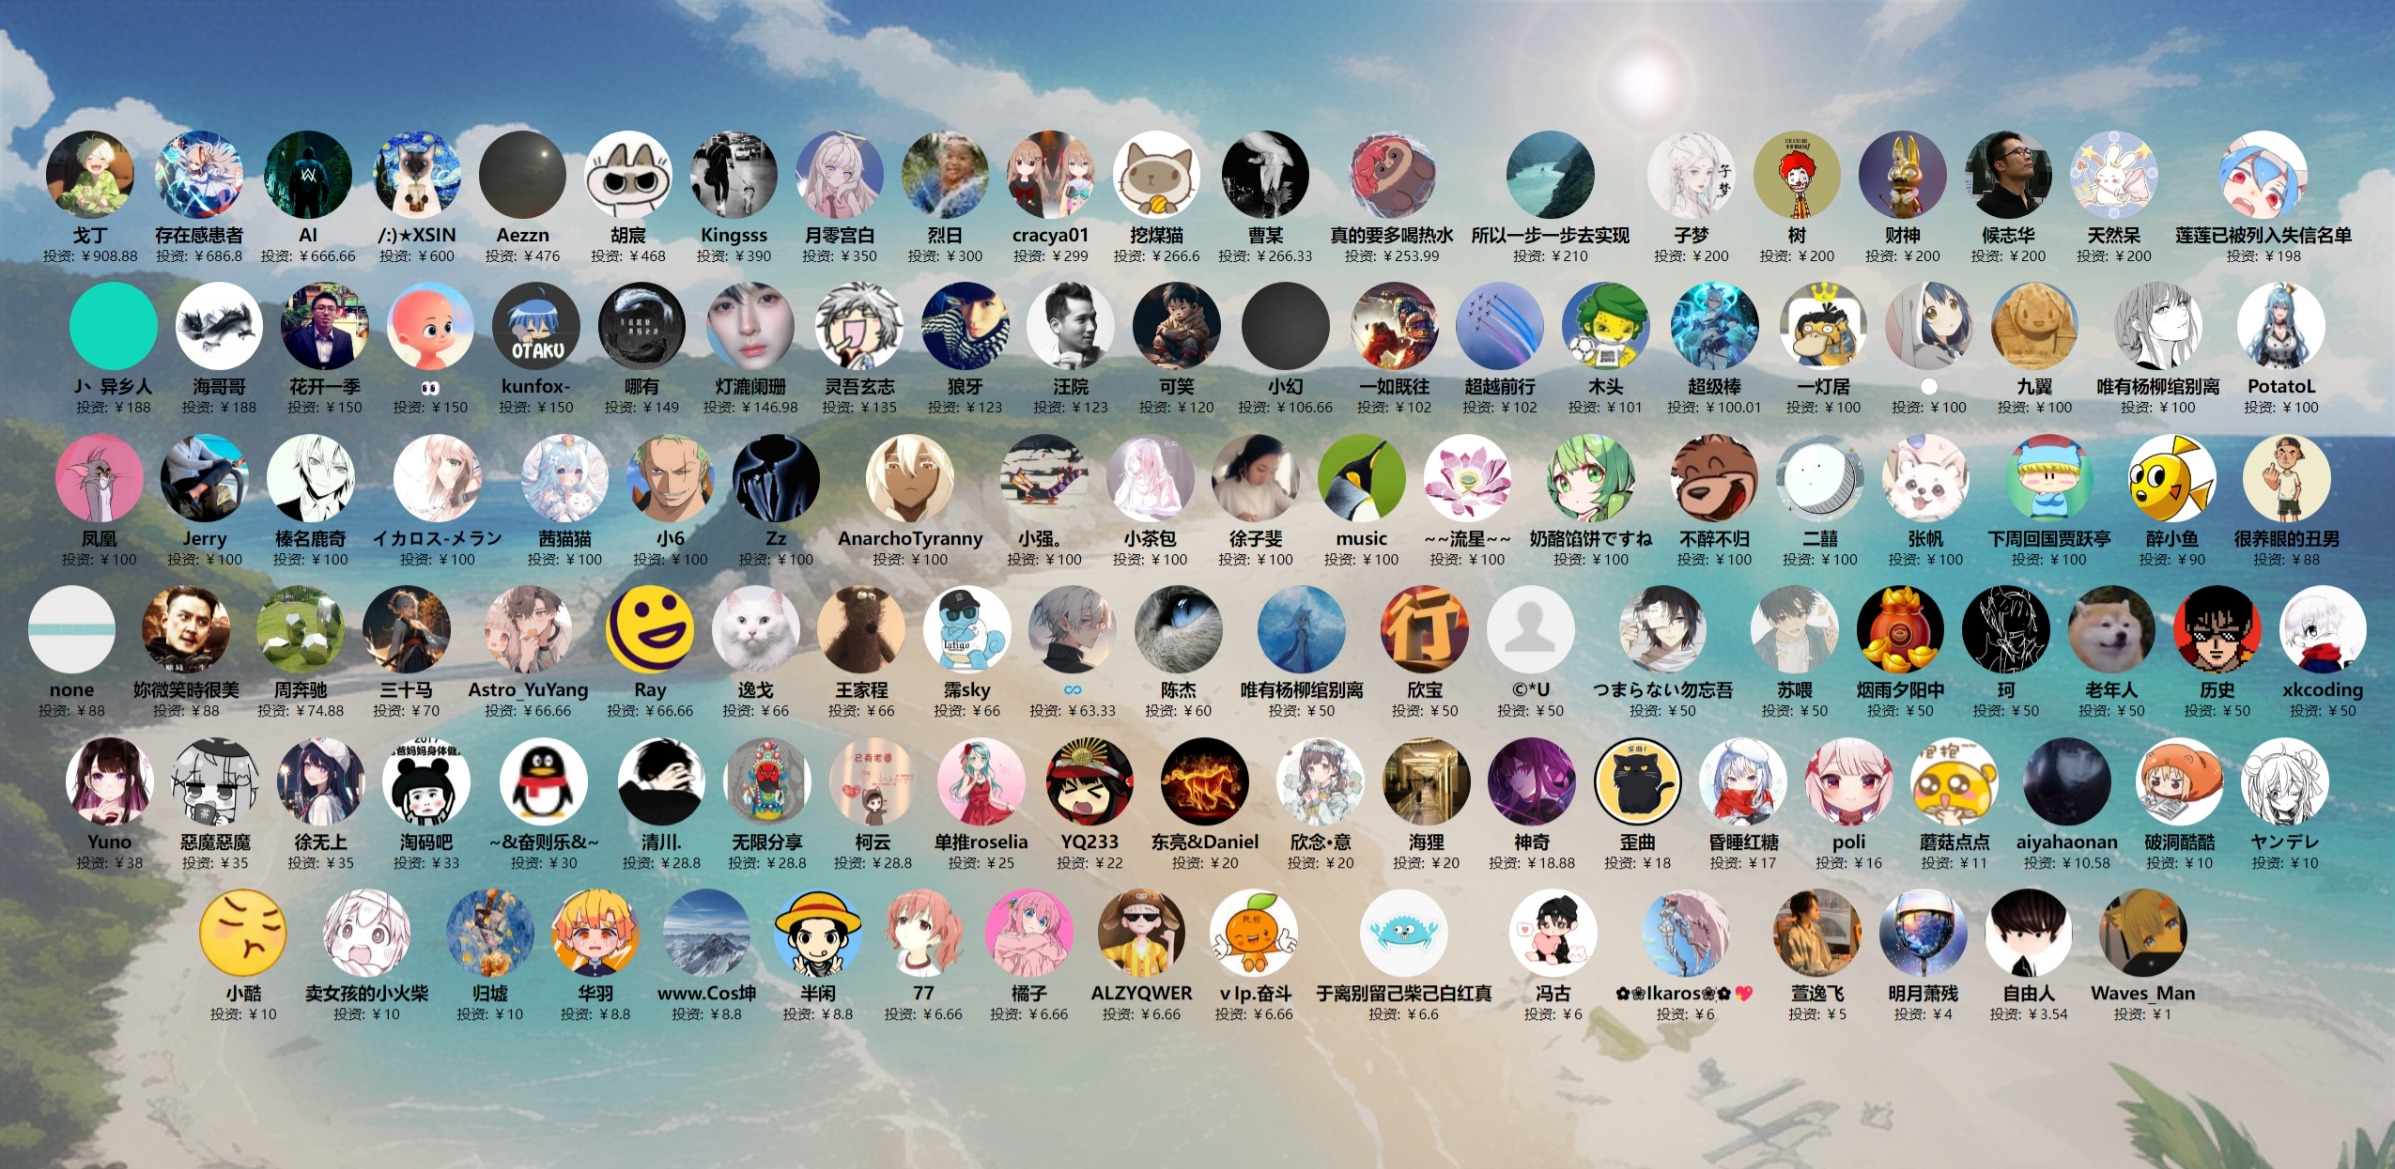 戈丁 存在感患者 AI /:)★XSIN Aezzn 胡宸 Kingsss 月零宫白 烈日 cracya01 挖煤猫 曹某 真的要多喝热水 所以一步一步去实现 子梦 树 财神 候志华 天然呆 莲莲已被列入失信名单
投资: ¥908.88 投资: ¥686.8 投资: ¥666.66 投资: ¥600 投资: ¥476 投资: ¥468 投资: ¥390 投资: ¥350 投资: ¥300 投资: ¥299 投资: ¥266.6 投资: ¥266.33 投资: ¥253.99 投资: ¥210 投资: ¥200 投资: ¥200 投资: ¥200 投资: ¥200 投资: ¥200 投资: ¥198
OTAKU
小、异乡人 海哥哥 花开一季 👀 kunfox- 哪有 灯漉阑珊 灵吾玄志 狼牙 汪院 可笑 小幻 一如既往 超越前行 木头 超级棒 一灯居 九翼 唯有杨柳绾别离 PotatoL
投资: ¥188 投资: ¥188 投资: ¥150 投资: ¥150 投资: ¥150 投资: ¥149 投资: ¥146.98 投资: ¥135 投资: ¥123 投资: ¥123 投资: ¥120 投资: ¥106.66 投资: ¥102 投资: ¥102 投资: ¥101 投资: ¥100.01 投资: ¥100 投资: ¥100 投资: ¥100 投资: ¥100 投资: ¥100
凤凰 Jerry 榛名鹿奇 イカロス-メラン 茜猫猫 小6 Zz AnarchoTyranny 小强。 小茶包 徐子斐 music ~~流星~~ 奶酪馅饼ですね 不醉不归 二囍 张帆 下周回国贾跃亭 醉小鱼 很养眼的丑男
投资: ¥100 投资: ¥100 投资: ¥100 投资: ¥100 投资: ¥100 投资: ¥100 投资: ¥100 投资: ¥100 投资: ¥100 投资: ¥100 投资: ¥100 投资: ¥100 投资: ¥100 投资: ¥100 投资: ¥100 投资: ¥100 投资: ¥100 投资: ¥100 投资: ¥90 投资: ¥88
行
none 妳微笑時很美 周奔驰 三十马 Astro_YuYang Ray 逸戈 王家程 霈sky ∞ 陈杰 唯有杨柳绾别离 欣宝 ©*U つまらない勿忘吾 苏喂 烟雨夕阳中 珂 老年人 历史 xkcoding
投资: ¥88 投资: ¥88 投资: ¥74.88 投资: ¥70 投资: ¥66.66 投资: ¥66.66 投资: ¥66 投资: ¥66 投资: ¥66 投资: ¥63.33 投资: ¥60 投资: ¥50 投资: ¥50 投资: ¥50 投资: ¥50 投资: ¥50 投资: ¥50 投资: ¥50 投资: ¥50 投资: ¥50 投资: ¥50
Yuno 惡魔惡魔 徐无上 淘码吧 ~&奋则乐&~ 清川. 无限分享 柯云 单推roselia YQ233 东亮&Daniel 欣念•意 海狸 神奇 歪曲 昏睡红糖 poli 蘑菇点点 aiyahaonan 破洞酷酷 ヤンデレ
投资: ¥38 投资: ¥35 投资: ¥35 投资: ¥33 投资: ¥30 投资: ¥28.8 投资: ¥28.8 投资: ¥28.8 投资: ¥25 投资: ¥22 投资: ¥20 投资: ¥20 投资: ¥20 投资: ¥18.88 投资: ¥18 投资: ¥17 投资: ¥16 投资: ¥11 投资: ¥10.58 投资: ¥10 投资: ¥10
小酷 卖女孩的小火柴 归墟 华羽 www.Cos坤 半闲 77 橘子 ALZYQWER v lp.奋斗 于离别留己柴己白红真 冯古 ✿❀Ikaros❀✿💖 萱逸飞 明月萧残 自由人 Waves_Man
投资: ¥10 投资: ¥10 投资: ¥10 投资: ¥8.8 投资: ¥8.8 投资: ¥8.8 投资: ¥6.66 投资: ¥6.66 投资: ¥6.66 投资: ¥6.66 投资: ¥6.6 投资: ¥6 投资: ¥6 投资: ¥5 投资: ¥4 投资: ¥3.54 投资: ¥1